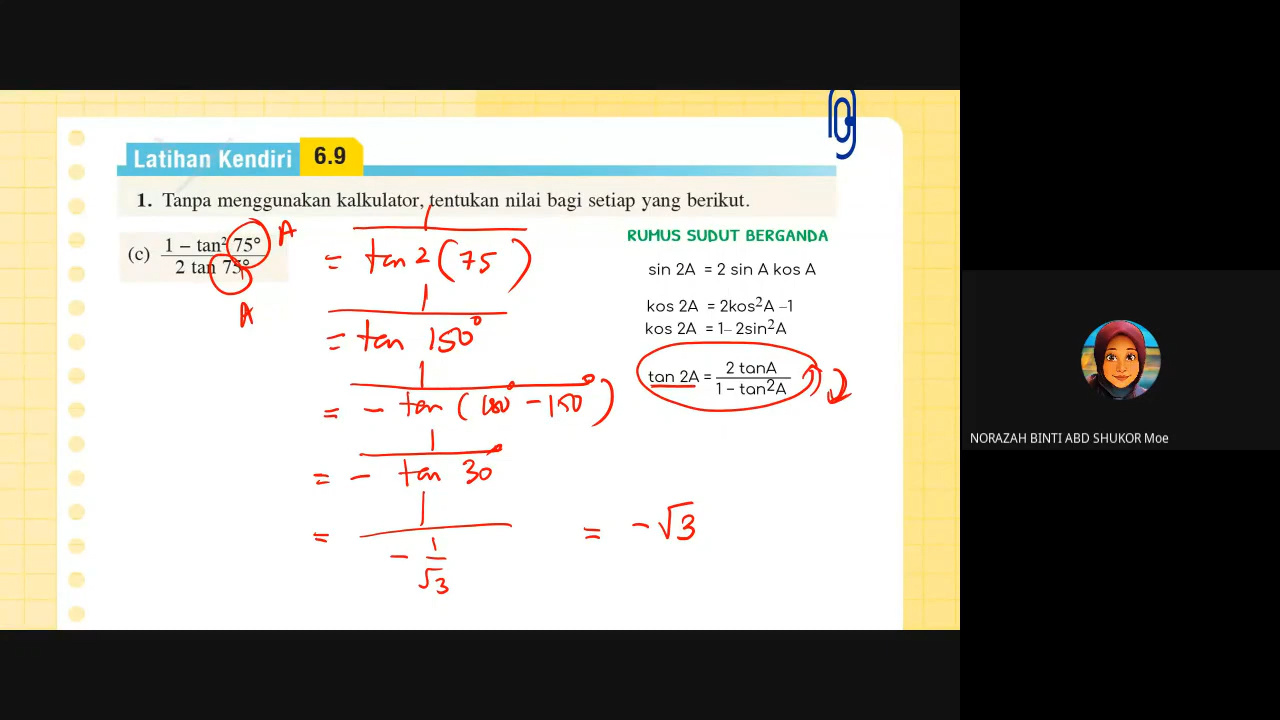 Latihan Kendiri 6.9
1. Tanpa menggunakan kalkulator, tentukan nilai bagi setiap yang berikut.
(c) 1 – tan² 75° / 2 tan 75°
A
A
= 1 / tan 2 (75)
= 1 / tan 150°
= 1 / - tan (180° - 150°)
= 1 / - tan 30
= 1 / - 1/√3 = -√3
RUMUS SUDUT BERGANDA
sin 2A = 2 sin A kos A
kos 2A = 2kos²A –1
kos 2A = 1– 2sin²A
tan 2A = 2 tanA / 1 – tan²A
NORAZAH BINTI ABD SHUKOR Moe